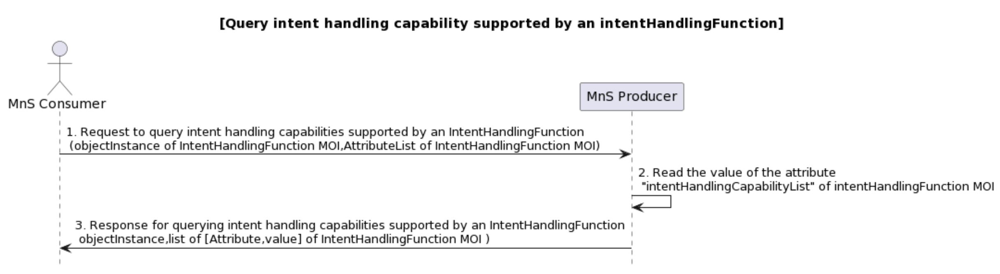 [Query intent handling capability supported by an intentHandlingFunction]
MnS Consumer
MnS Producer
1. Request to query intent handling capabilities supported by an IntentHandlingFunction
(objectInstance of IntentHandlingFunction MOI,AttributeList of IntentHandlingFunction MOI)
2. Read the value of the attribute
"intentHandlingCapabilityList" of intentHandlingFunction MOI
3. Response for querying intent handling capabilities supported by an IntentHandlingFunction
objectInstance,list of [Attribute,value] of IntentHandlingFunction MOI )